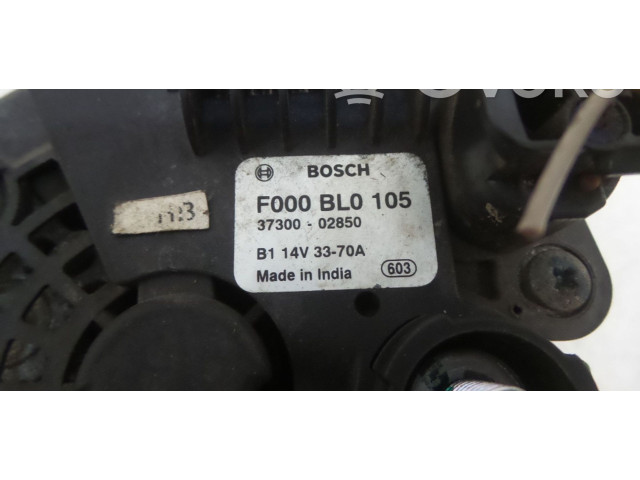 BOSCH
F000 BL0 105
37300 - 02850
B1 14V 33-70A
Made in India 603